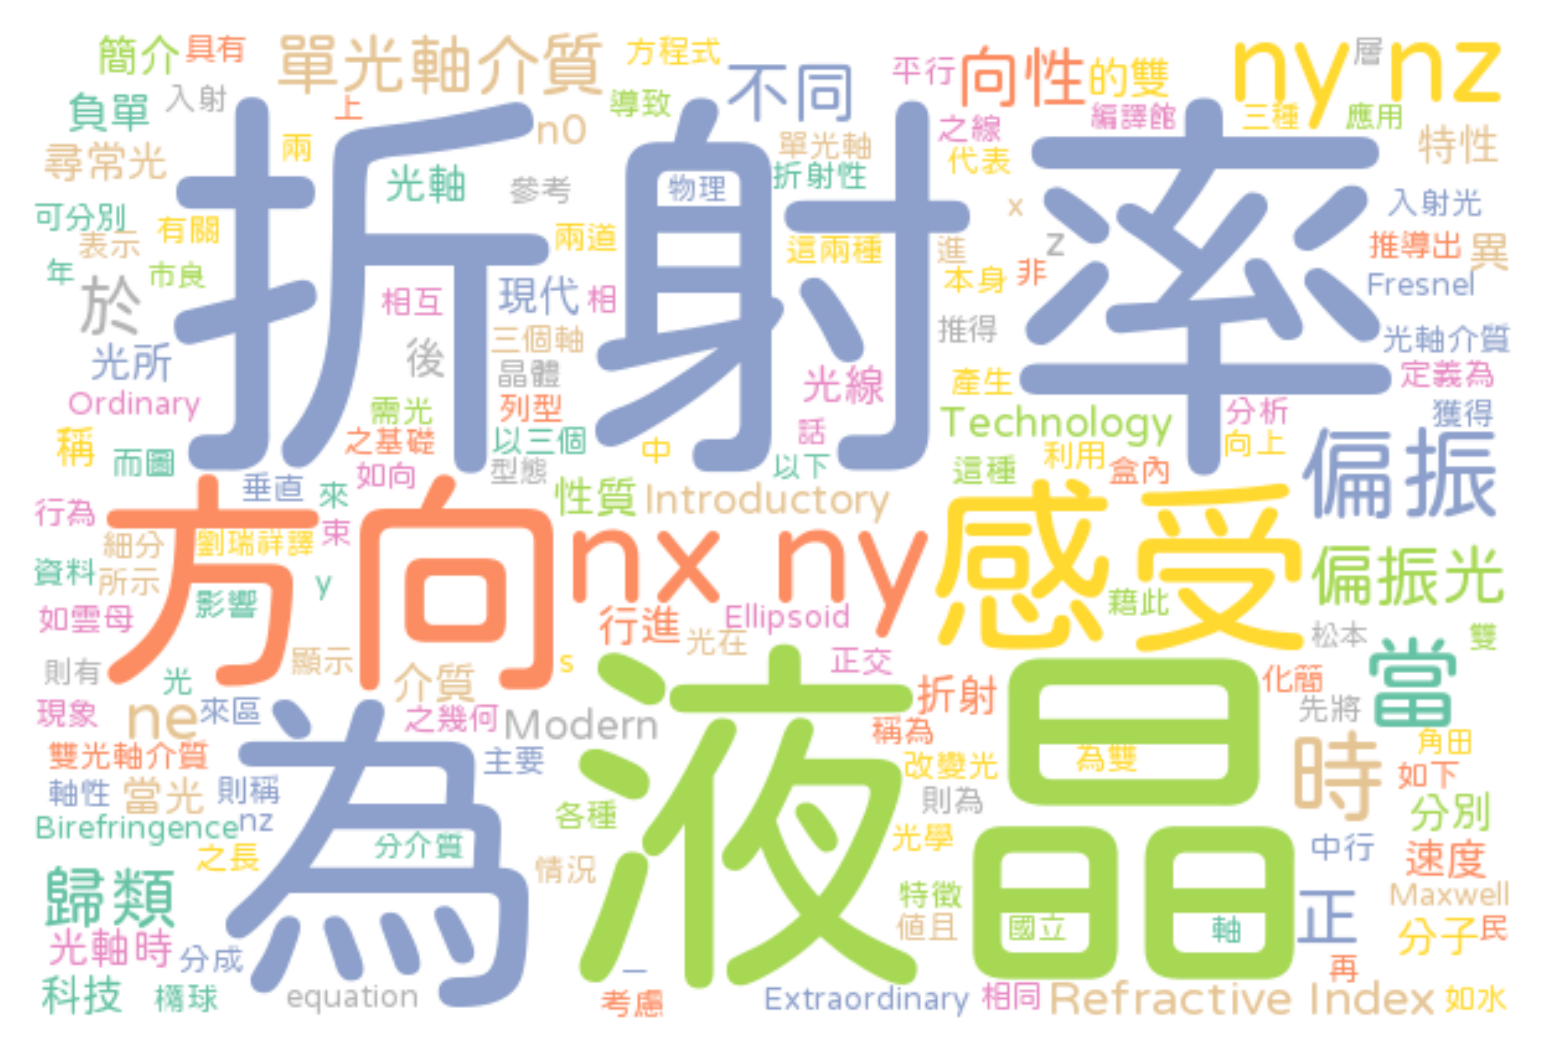 簡介 具有 單光軸介質 方程式 不同 平行 向性 的雙 ny nz 層
負單 入射 上 導致 編譯館 三種 應用
尋常光 兩 n0 單光軸 之線 代表 特性
折射率
光軸 參考 物理 折射性 x 入射光
可分別 表示 有關 兩道 這兩種 進 z 推導出 異
年 市良 本身 非 Fresnel
於 相互 現代 相 推得
光所 後 三個軸 晶體 光線 產生 光軸介質 定義為
Ordinary 需光 列型 Technology 分析 獲得
稱 而圖 之基礎 以三個 中 話 向上 偏振
如向 型態 以下 這種 利用 盒內
行為 垂直 來 束 性質 Introductory
方向 nx ny 感受
細分 劉瑞祥譯 偏振光
資料 所示 影響 y 藉此
如雲母 行進 Ellipsoid 松本 雙
則有 光 顯示 介質 s 光在 正交 當
液晶
現象 ne 來區 之幾何 Modern 折射 稱為 化簡 先將
為
雙光軸介質 主要 改變光 為雙 時 角田 如下
軸性 當光 則稱 各種 則為 分別
Birefringence nz 之長 分介質 光學 中行 速度
歸類 情況 特徵 Maxwell
光軸時 分成 值且 國立 軸 正 分子 民
科技 橢球 equation 一 考慮 Extraordinary 相同 再 Refractive Index 如水